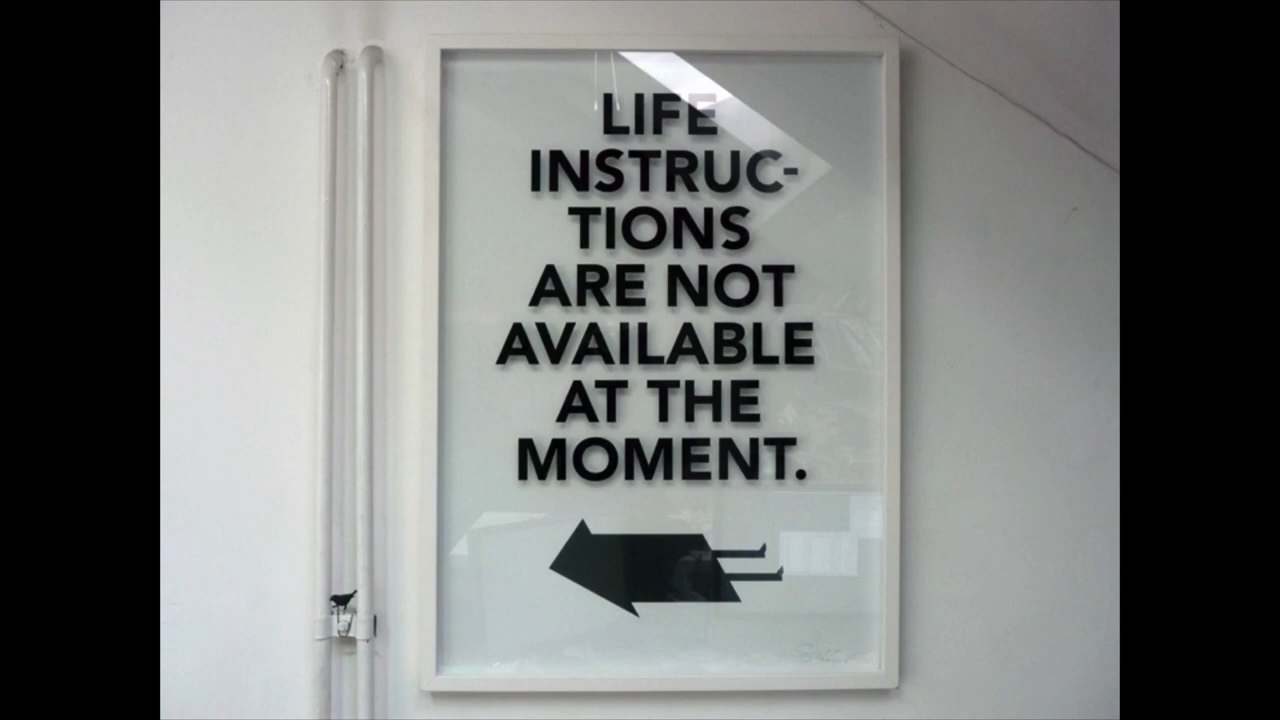 LIFE
INSTRUC-
TIONS
ARE NOT
AVAILABLE
AT THE
MOMENT.